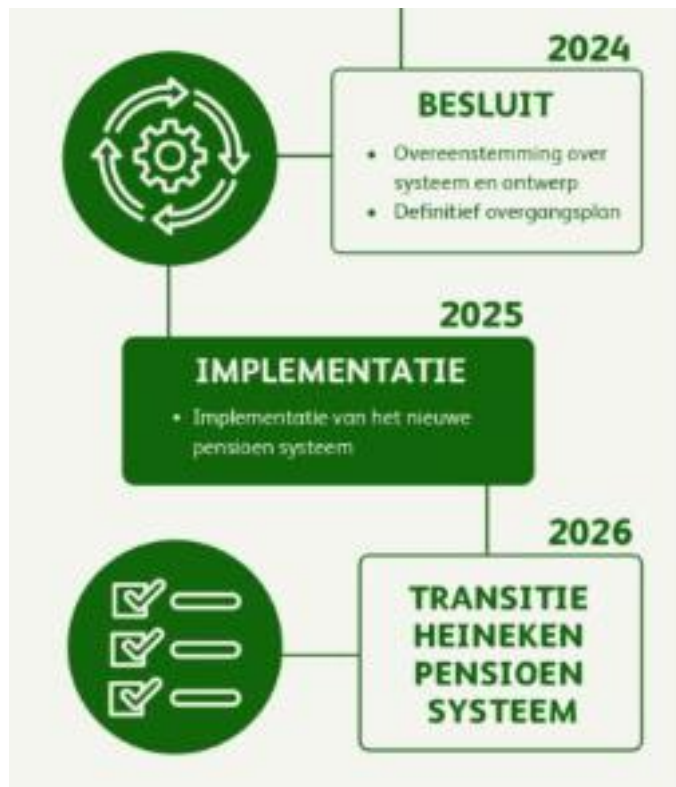 2024
BESLUIT
• Overeenstemming over
systeem en ontwerp
• Definitief overgangsplan
2025
IMPLEMENTATIE
• Implementatie van het nieuwe
pensioen systeem
2026
TRANSITIE
HEINEKEN
PENSIOEN
SYSTEEM